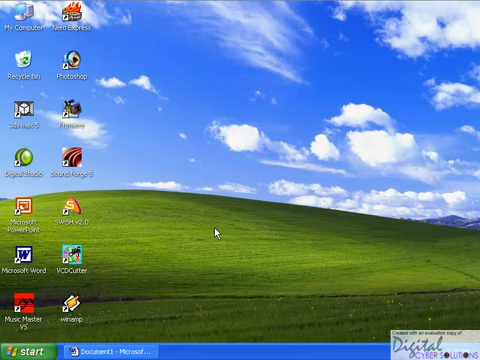 My Computer
Nero Express
Recycle Bin
Photoshop
3dsmax 5
Premiere
Digital Studio
Sound Forge 5
Microsoft
PowerPoint
SWiSH v2.0
Microsoft Word
VCDCutter
Music Master
VS
winamp
start
Document1 - Microsof...
Created with an evaluation copy of:
Digital
CYBER SOLUTIONS